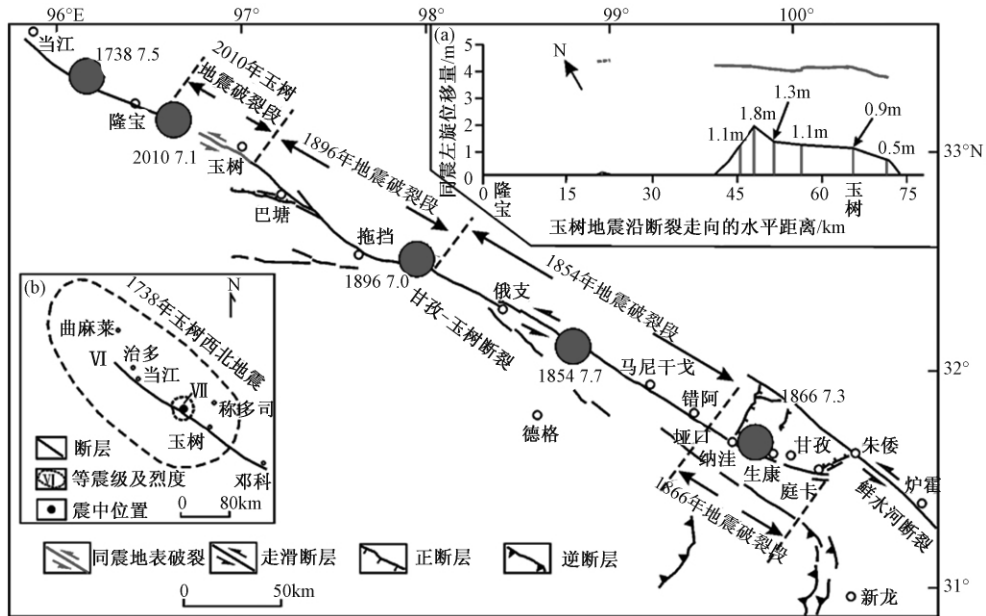 96°E
97°
98°
99°
100°
当江
1738 7.5
隆宝
2010 7.1
玉树
2010年玉树
地震破裂段
1896年地震破裂段
巴塘
拖挡
1896 7.0
甘孜-玉树断裂
俄支
1854年地震破裂段
1854 7.7
马尼干戈
错阿
德格
垭口
纳洼
1866 7.3
生康
甘孜
庭卡
朱倭
炉霍
鲜水河断裂
1866年地震破裂段
新龙
33°N
32°
31°
(a)
N
同震左旋位移量/m
5
4
3
2
1
0
1.1m
1.8m
1.3m
1.1m
0.9m
0.5m
0
隆宝
15
30
45
60
玉树
75
玉树地震沿断裂走向的水平距离/km
(b)
N
1738年玉树西北地震
曲麻莱
Ⅵ
治多
当江
Ⅶ
称多司
玉树
邓科
断层
Ⅵ
等震级及烈度
震中位置
0 80km
同震地表破裂
走滑断层
正断层
逆断层
0 50km